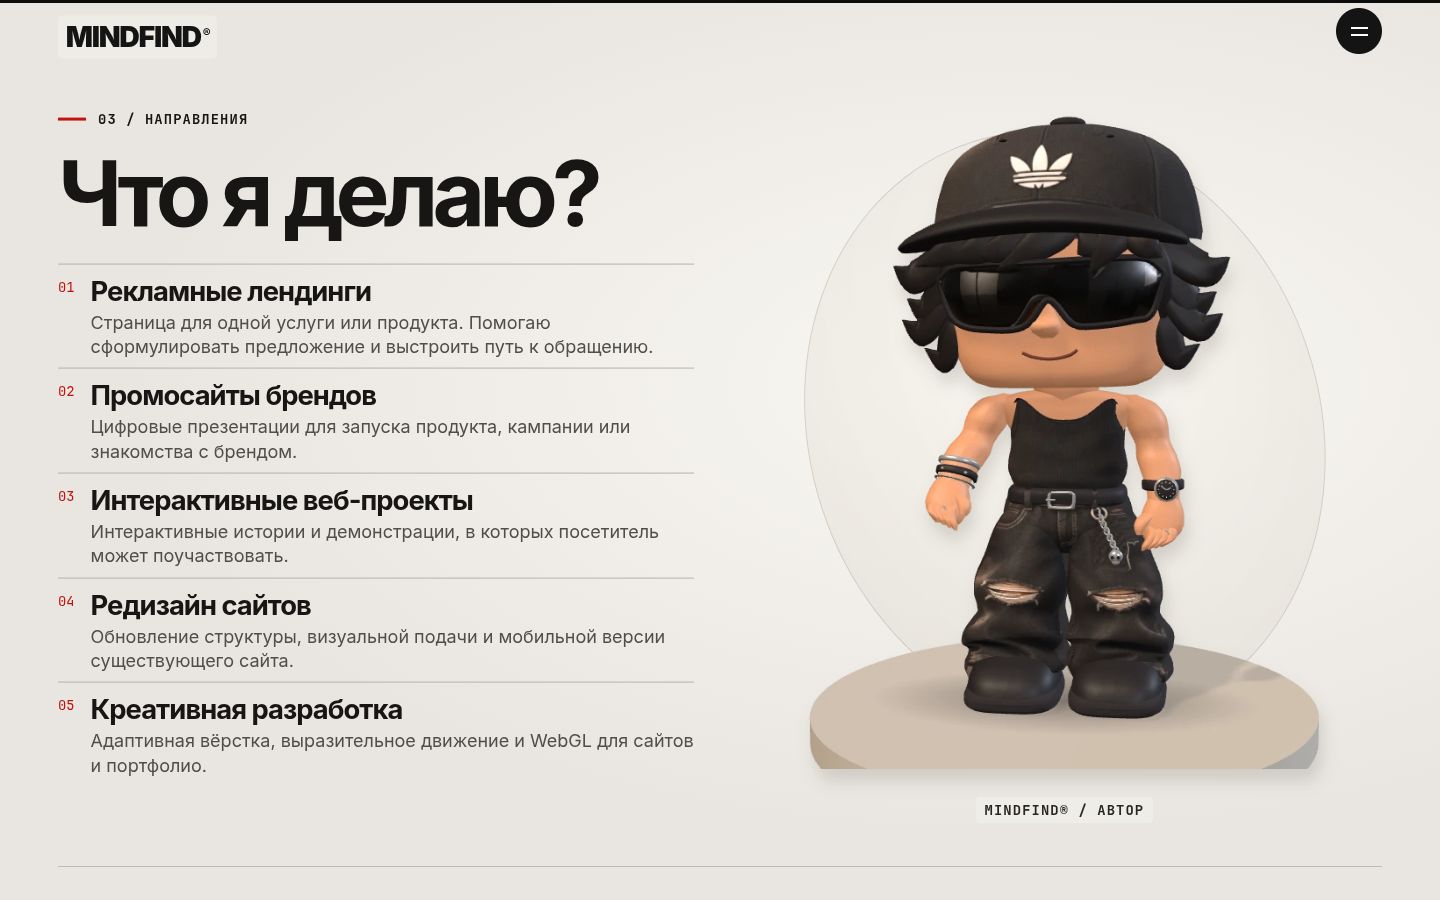 MINDFIND®
03 / НАПРАВЛЕНИЯ
Что я делаю?
01
Рекламные лендинги
Страница для одной услуги или продукта. Помогаю
сформулировать предложение и выстроить путь к обращению.
02
Промосайты брендов
Цифровые презентации для запуска продукта, кампании или
знакомства с брендом.
03
Интерактивные веб-проекты
Интерактивные истории и демонстрации, в которых посетитель
может поучаствовать.
04
Редизайн сайтов
Обновление структуры, визуальной подачи и мобильной версии
существующего сайта.
05
Креативная разработка
Адаптивная вёрстка, выразительное движение и WebGL для сайтов
и портфолио.
MINDFIND® / АВТОР